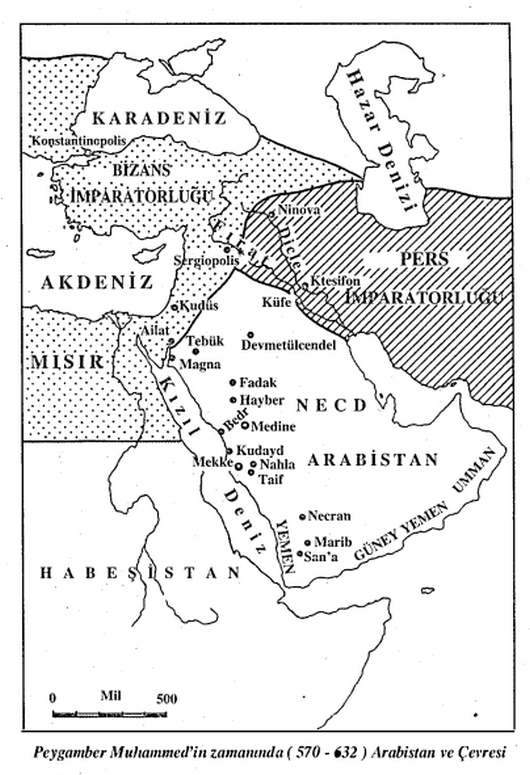 KARADENİZ
Hazar Denizi
Konstantinopolis
BİZANS
İMPARATORLUĞU
Ninova
Fırat
Dicle
Sergiopolis
PERS
İMPARATORLUĞU
AKDENİZ
Ktesifon
Küfe
Kudüs
Ailat
Tebük
Devmetülcendel
MISIR
Magna
Fadak
Hayber
NECD
Kızıl Deniz
Bedr
Medine
Kudayd
Mekke
Nahla
Taif
ARABİSTAN
UMMAN
GÜNEY YEMEN
YEMEN
Necran
Marib
San'a
HABEŞİSTAN
0 Mil 500
Peygamber Muhammed'in zamanında ( 570 - 632 ) Arabistan ve Çevresi